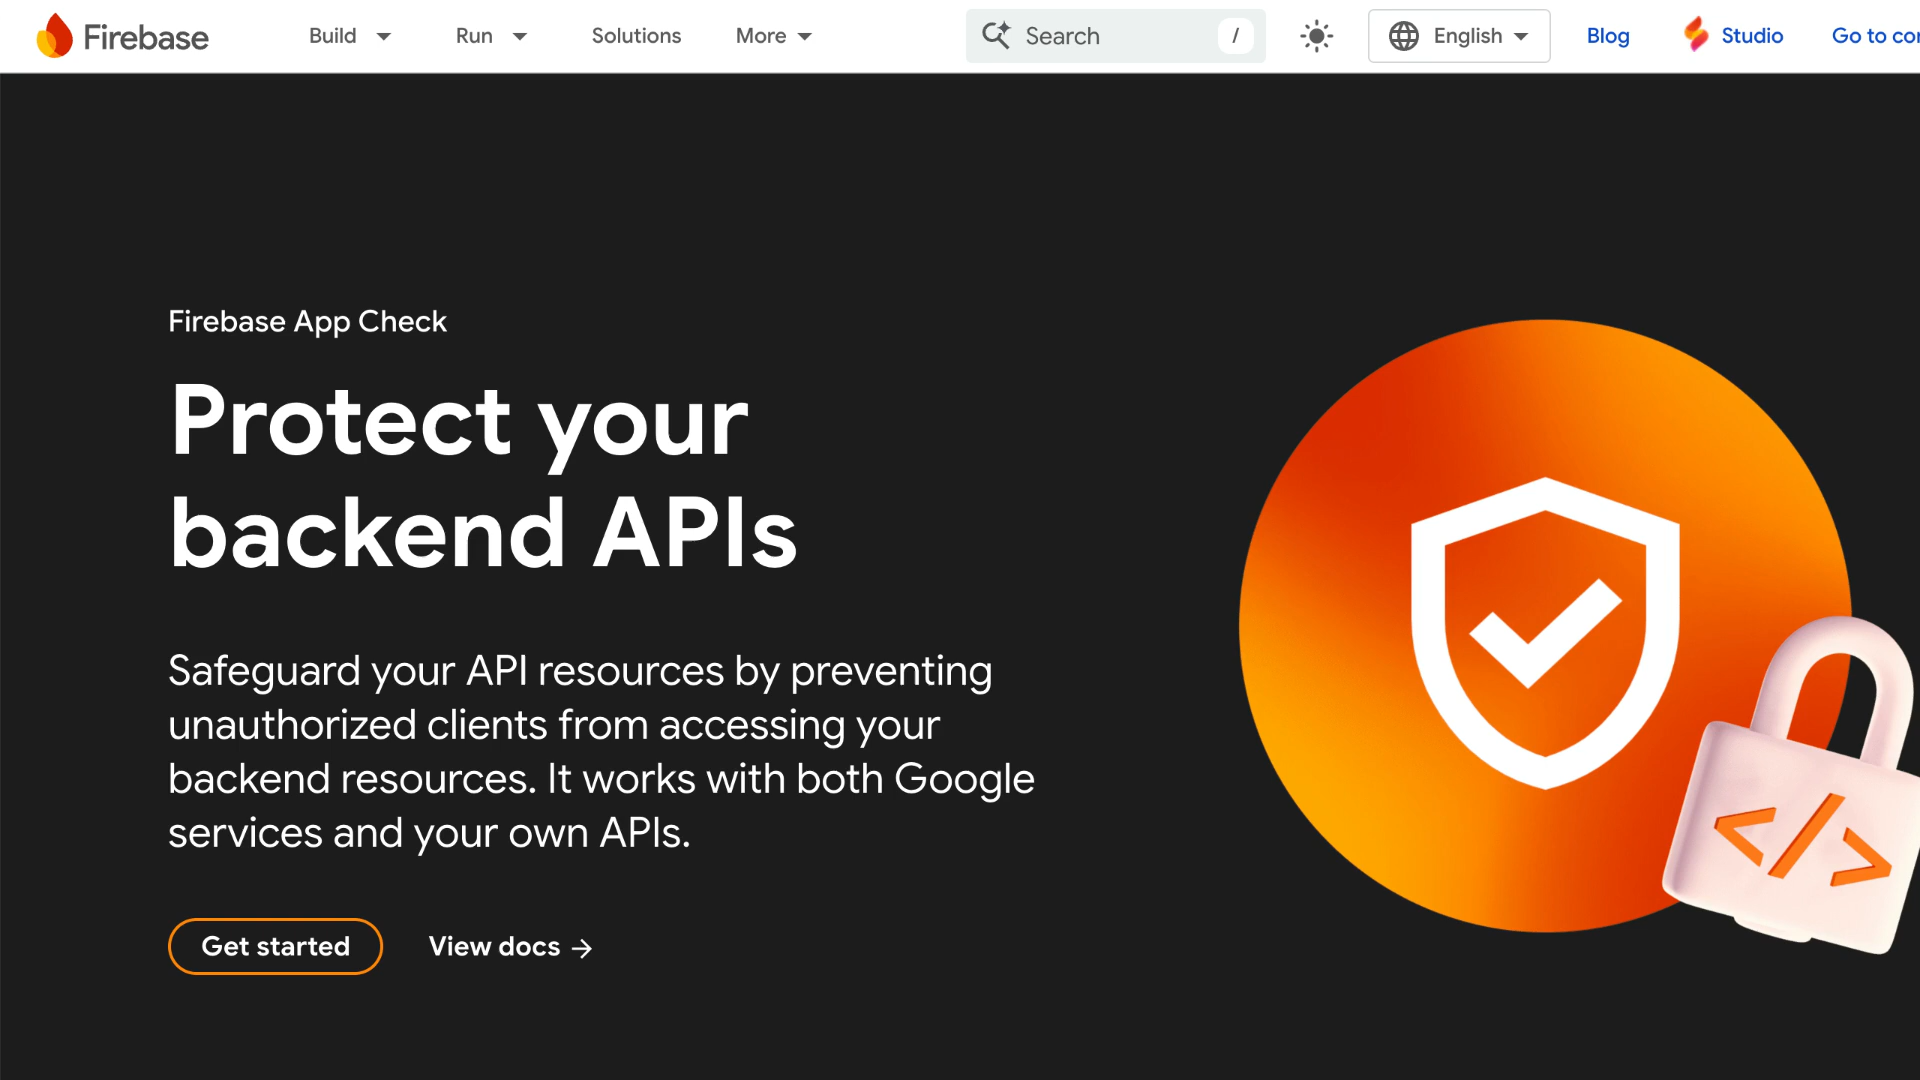 Firebase
Build
Run
Solutions
More
Search
/
English
Blog
Studio
Go to
Firebase App Check
Protect your
backend APIs
Safeguard your API resources by preventing
unauthorized clients from accessing your
backend resources. It works with both Google
services and your own APIs.
Get started
View docs →
</>